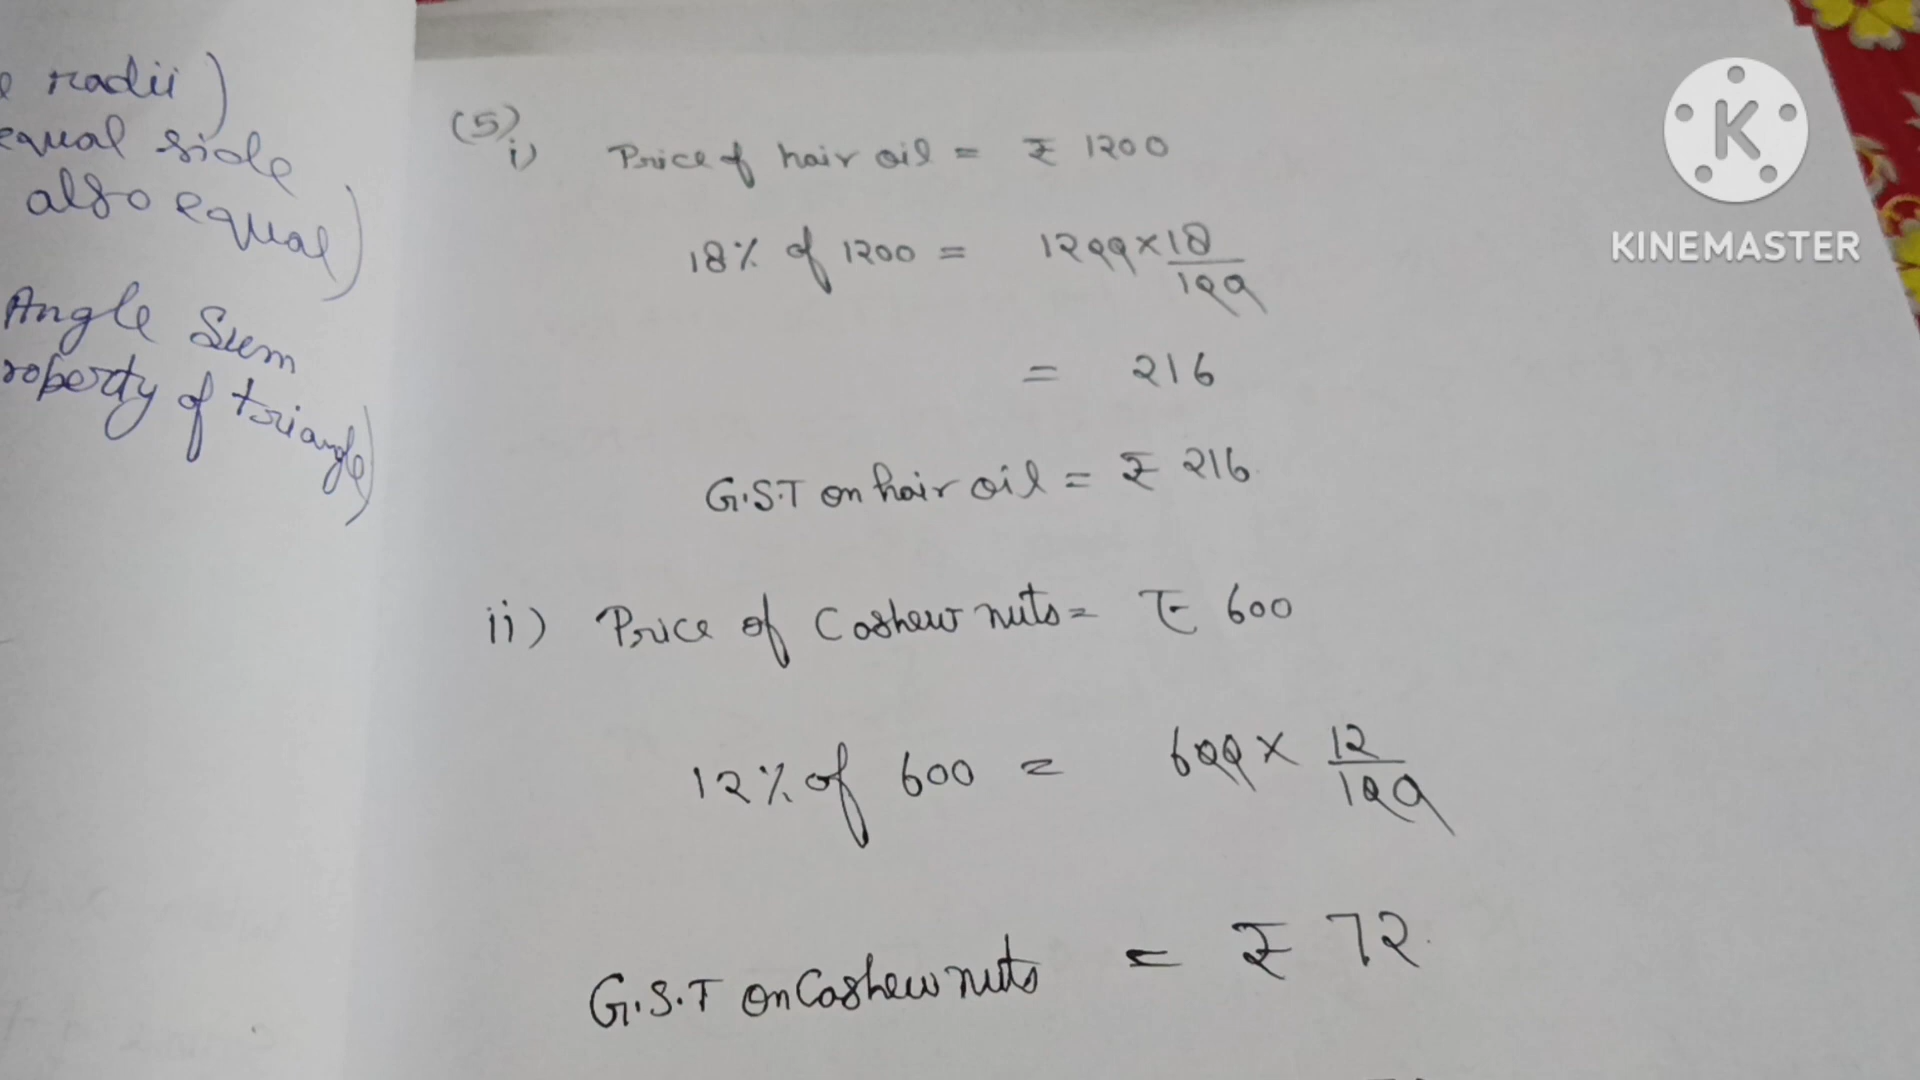 e radii)
equal side
also equal)
Angle Sum
roperty of triangle)
(5)
i) Price of hair oil = ₹ 1200
18% of 1200 = 1200 × 18/100
= 216
G.S.T on hair oil = ₹ 216
ii) Price of Cashew nuts = ₹ 600
12% of 600 = 600 × 12/100
G.S.T on Cashew nuts = ₹ 72
K
KINEMASTER